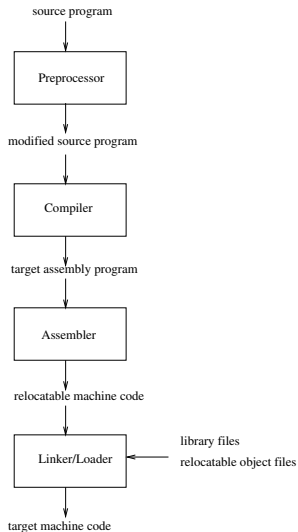 source program
Preprocessor
modified source program
Compiler
target assembly program
Assembler
relocatable machine code
library files
Linker/Loader
relocatable object files
target machine code